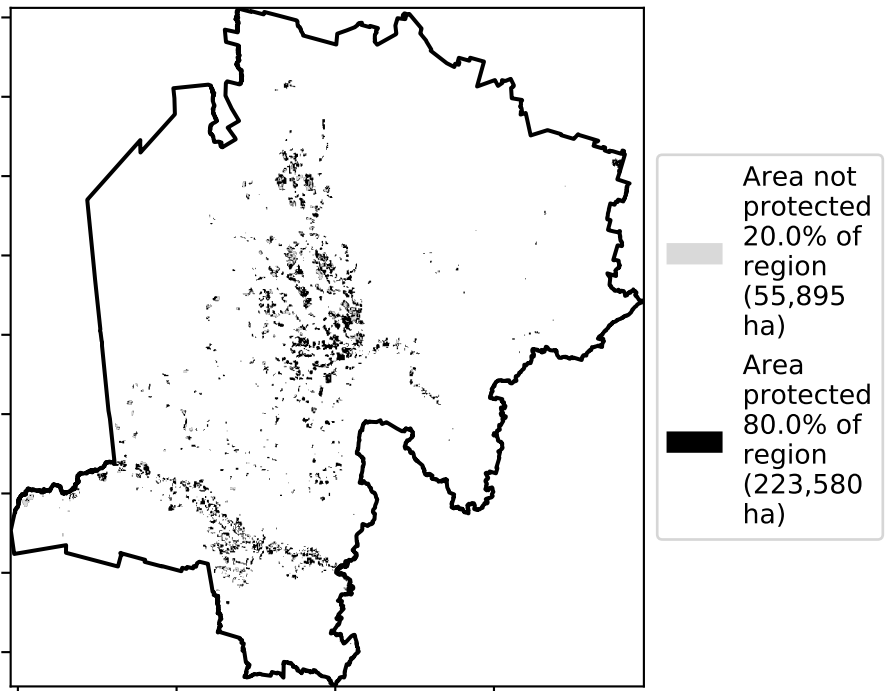 Area not
protected
20.0% of
region
(55,895
ha)
Area
protected
80.0% of
region
(223,580
ha)